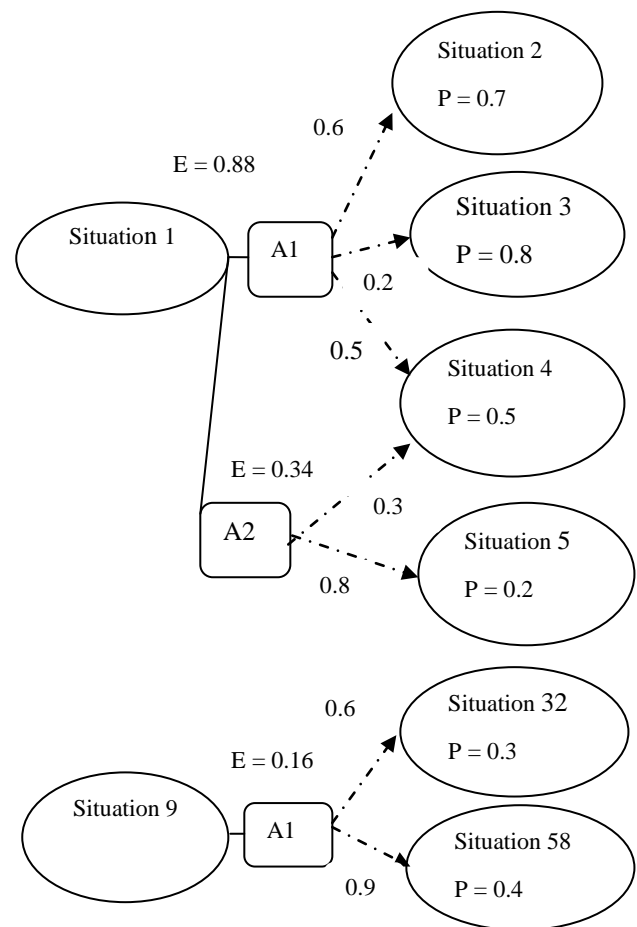 Situation 2
P = 0.7
0.6
E = 0.88
Situation 3
P = 0.8
Situation 1
A1
0.2
0.5
Situation 4
P = 0.5
E = 0.34
0.3
A2
Situation 5
P = 0.2
0.8
Situation 32
P = 0.3
0.6
E = 0.16
Situation 9
A1
Situation 58
P = 0.4
0.9